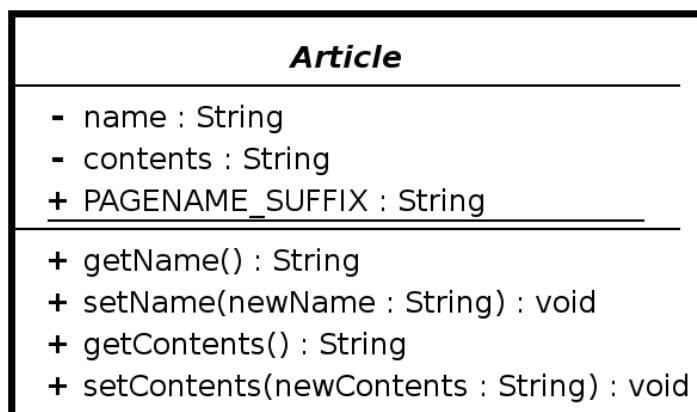 Article
- name : String
- contents : String
+ PAGENAME_SUFFIX : String
+ getName() : String
+ setName(newName : String) : void
+ getContents() : String
+ setContents(newContents : String) : void